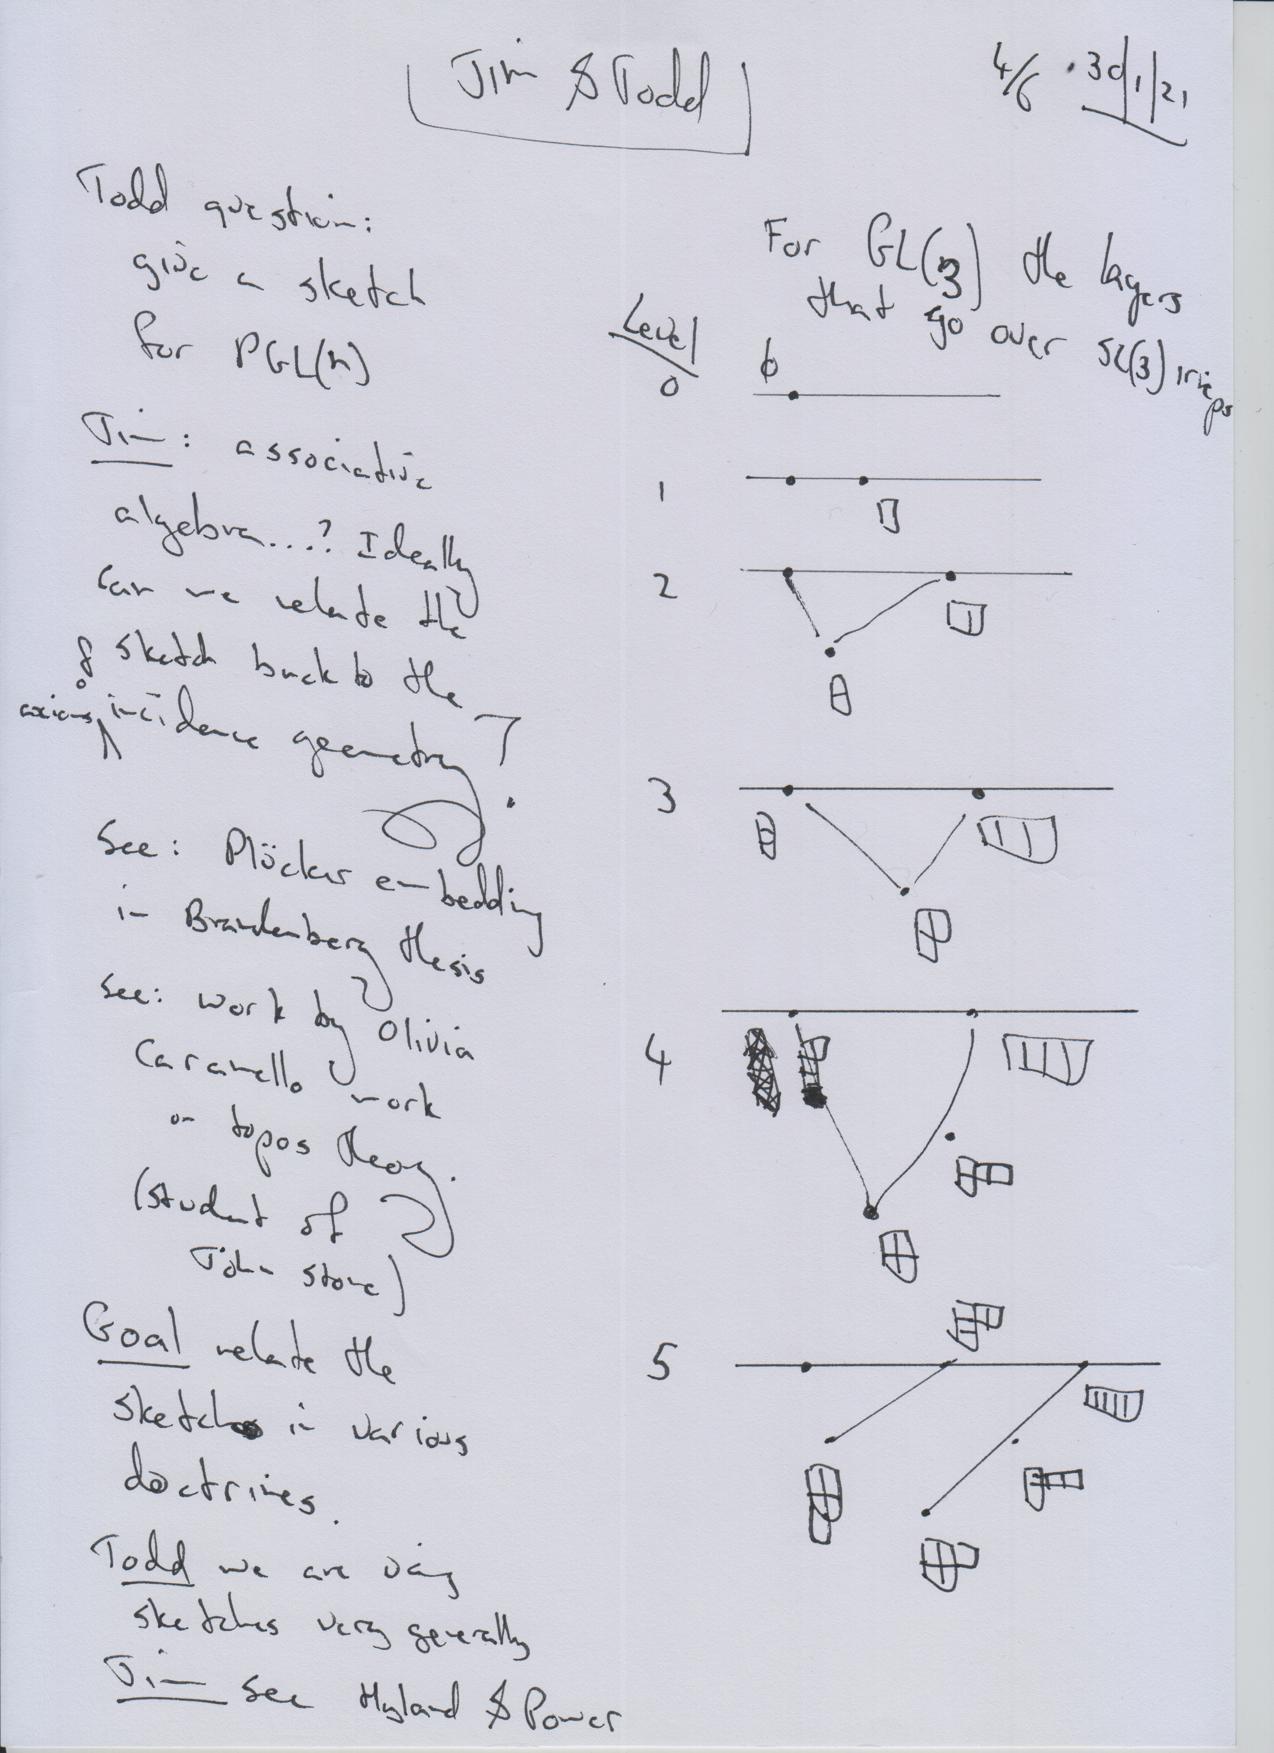 Jim & Todd
4/6 30/1/21
Todd question:
give a sketch
for PGL(n)
Jim: associative
algebra...? Ideally
can we relate the
sketch back to the
axioms of incidence geometry?
See: Plücker embedding
in Brandenberg thesis
See: work by Olivia
Caramello work
on topos theory.
(student of
John stone)
Goal relate the
sketches in various
doctrines.
Todd we are using
sketches very generally
Jim see Hyland & Power
For GL(3) the layers
that go over SL(3) irreps
Level
0
1
2
3
4
5